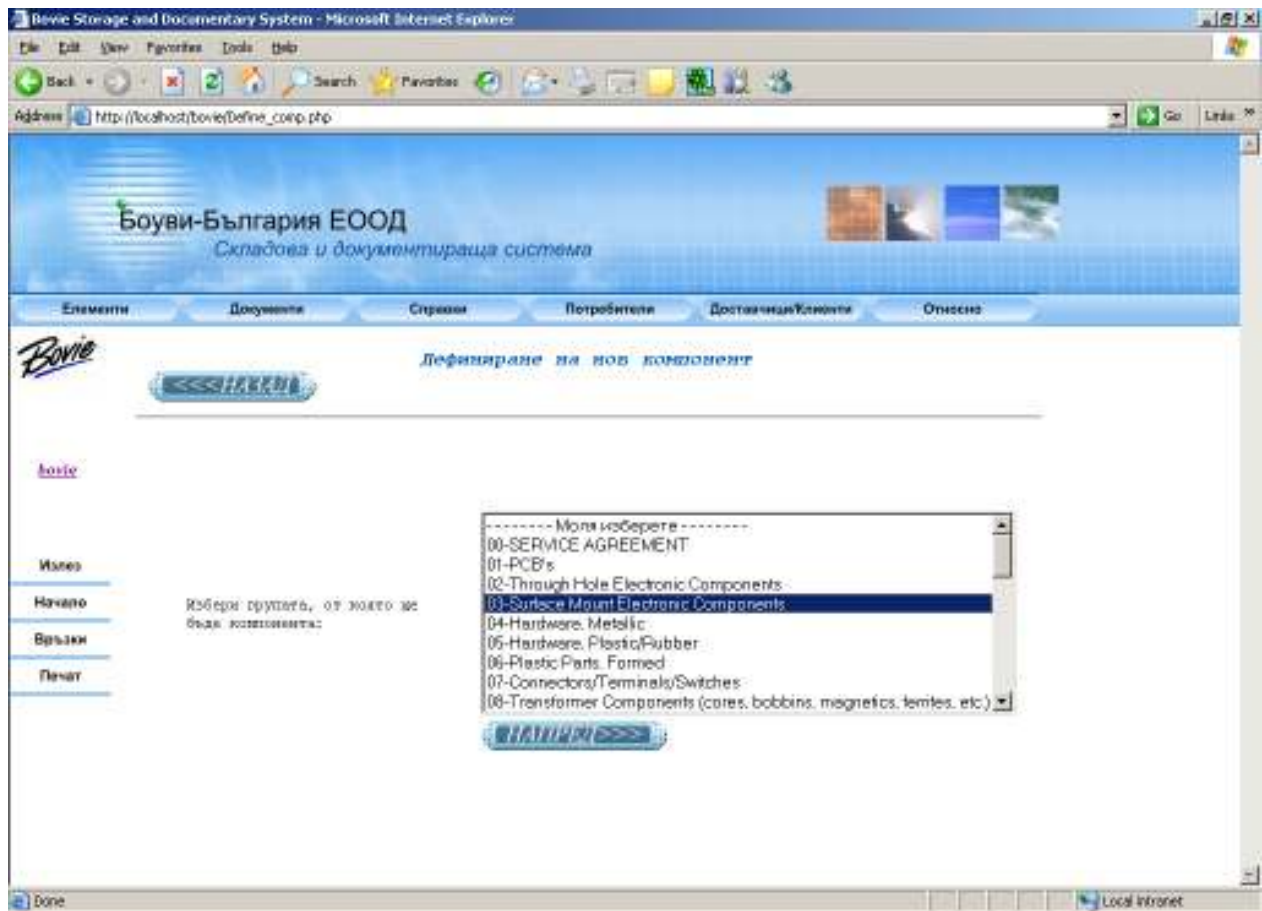 Bovie Storage and Documentary System - Microsoft Internet Explorer
File Edit View Favorites Tools Help
Back Search Favorites
Address http://localhost/bovie/Define_comp.php Go Links »
Боуви-България ЕООД
Складова и документираща система
Елементи Документи Справки Потребители Доставчици/Клиенти Относно
Bovie
Дефиниране на нов компонент
<<<НАЗАД
bovie
--------Моля изберете--------
00-SERVICE AGREEMENT
01-PCB's
02-Through Hole Electronic Components
03-Surface Mount Electronic Components
04-Hardware, Metallic
05-Hardware, Plastic/Rubber
06-Plastic Parts, Formed
07-Connectors/Terminals/Switches
08-Transformer Components (cores, bobbins, magnetics, ferrites, etc.)
Излез
Начало
Връзки
Печат
Избери групата, от която ще
бъде компонента:
НАПРЕД>>>
Done Local intranet